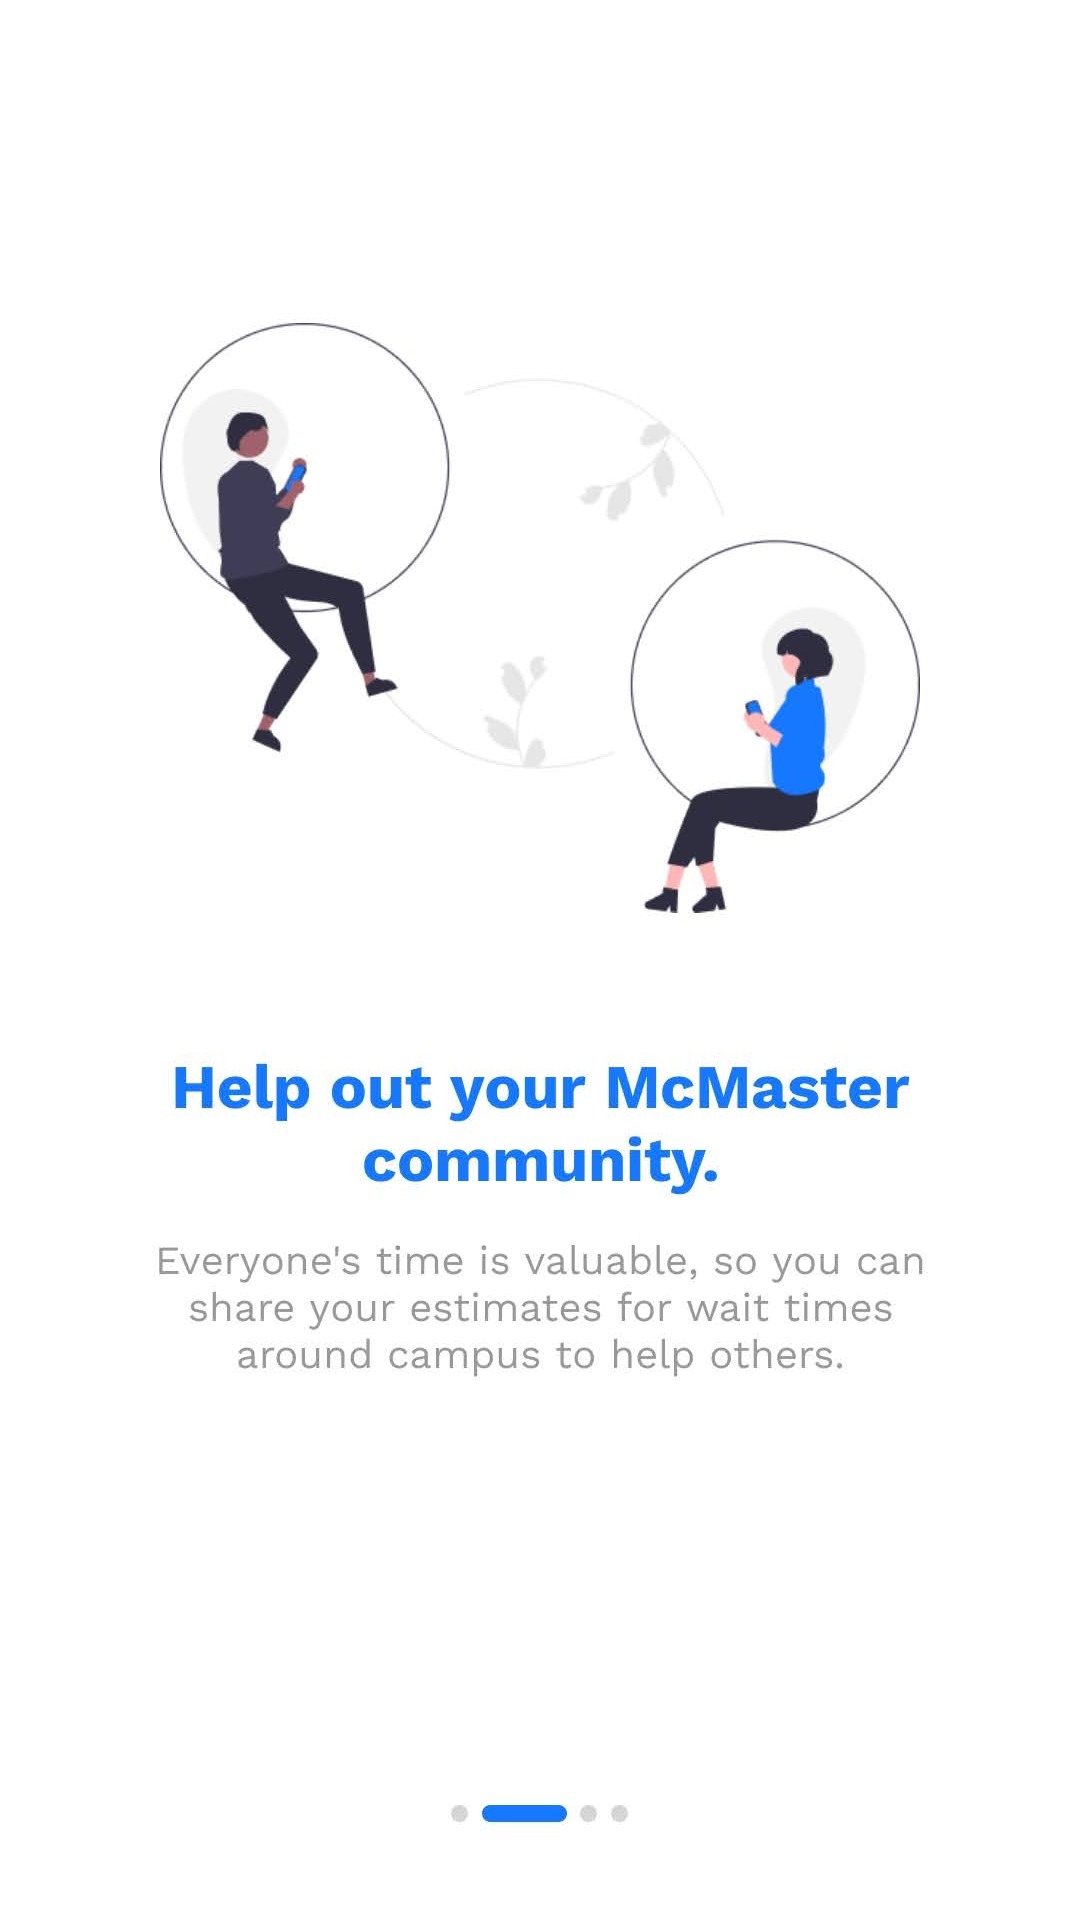 Help out your McMaster
community.
Everyone's time is valuable, so you can
share your estimates for wait times
around campus to help others.